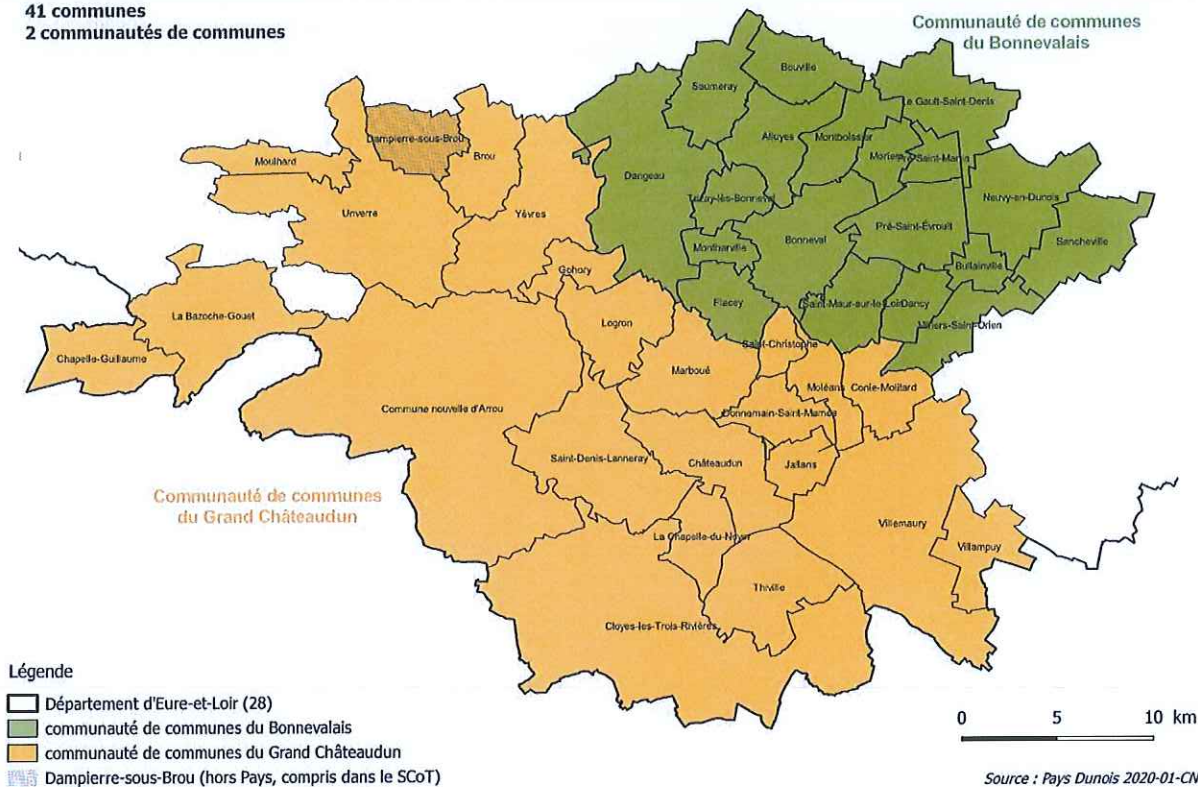 41 communes
2 communautés de communes
Communauté de communes
du Bonnevalais
Bouville
Saumeray
Le Gault-Saint-Denis
Dampierre-sous-Brou
Alluyes
Montboissier
Brou
Moriers
Pré-Saint-Martin
Moulhard
Dangeau
Neuvy-en-Dunois
Trizay-lès-Bonneval
Unverre
Yèvres
Pré-Saint-Évroult
Bonneval
Sancheville
Montharville
Gohory
Bullainville
Flacey
Saint-Maur-sur-le-Loir
Dancy
La Bazoche-Gouet
Logron
Villiers-Saint-Orien
Saint-Christophe
Chapelle-Guillaume
Marboué
Moléans
Conie-Molitard
Commune nouvelle d'Arrou
Donnemain-Saint-Mamès
Saint-Denis-Lanneray
Châteaudun
Jallans
Communauté de communes
du Grand Châteaudun
Villemaury
La Chapelle-du-Noyer
Villampuy
Thiville
Cloyes-les-Trois-Rivières
Légende
Département d'Eure-et-Loir (28)
communauté de communes du Bonnevalais
communauté de communes du Grand Châteaudun
Dampierre-sous-Brou (hors Pays, compris dans le SCoT)
0 5 10 km
Source : Pays Dunois 2020-01-CN